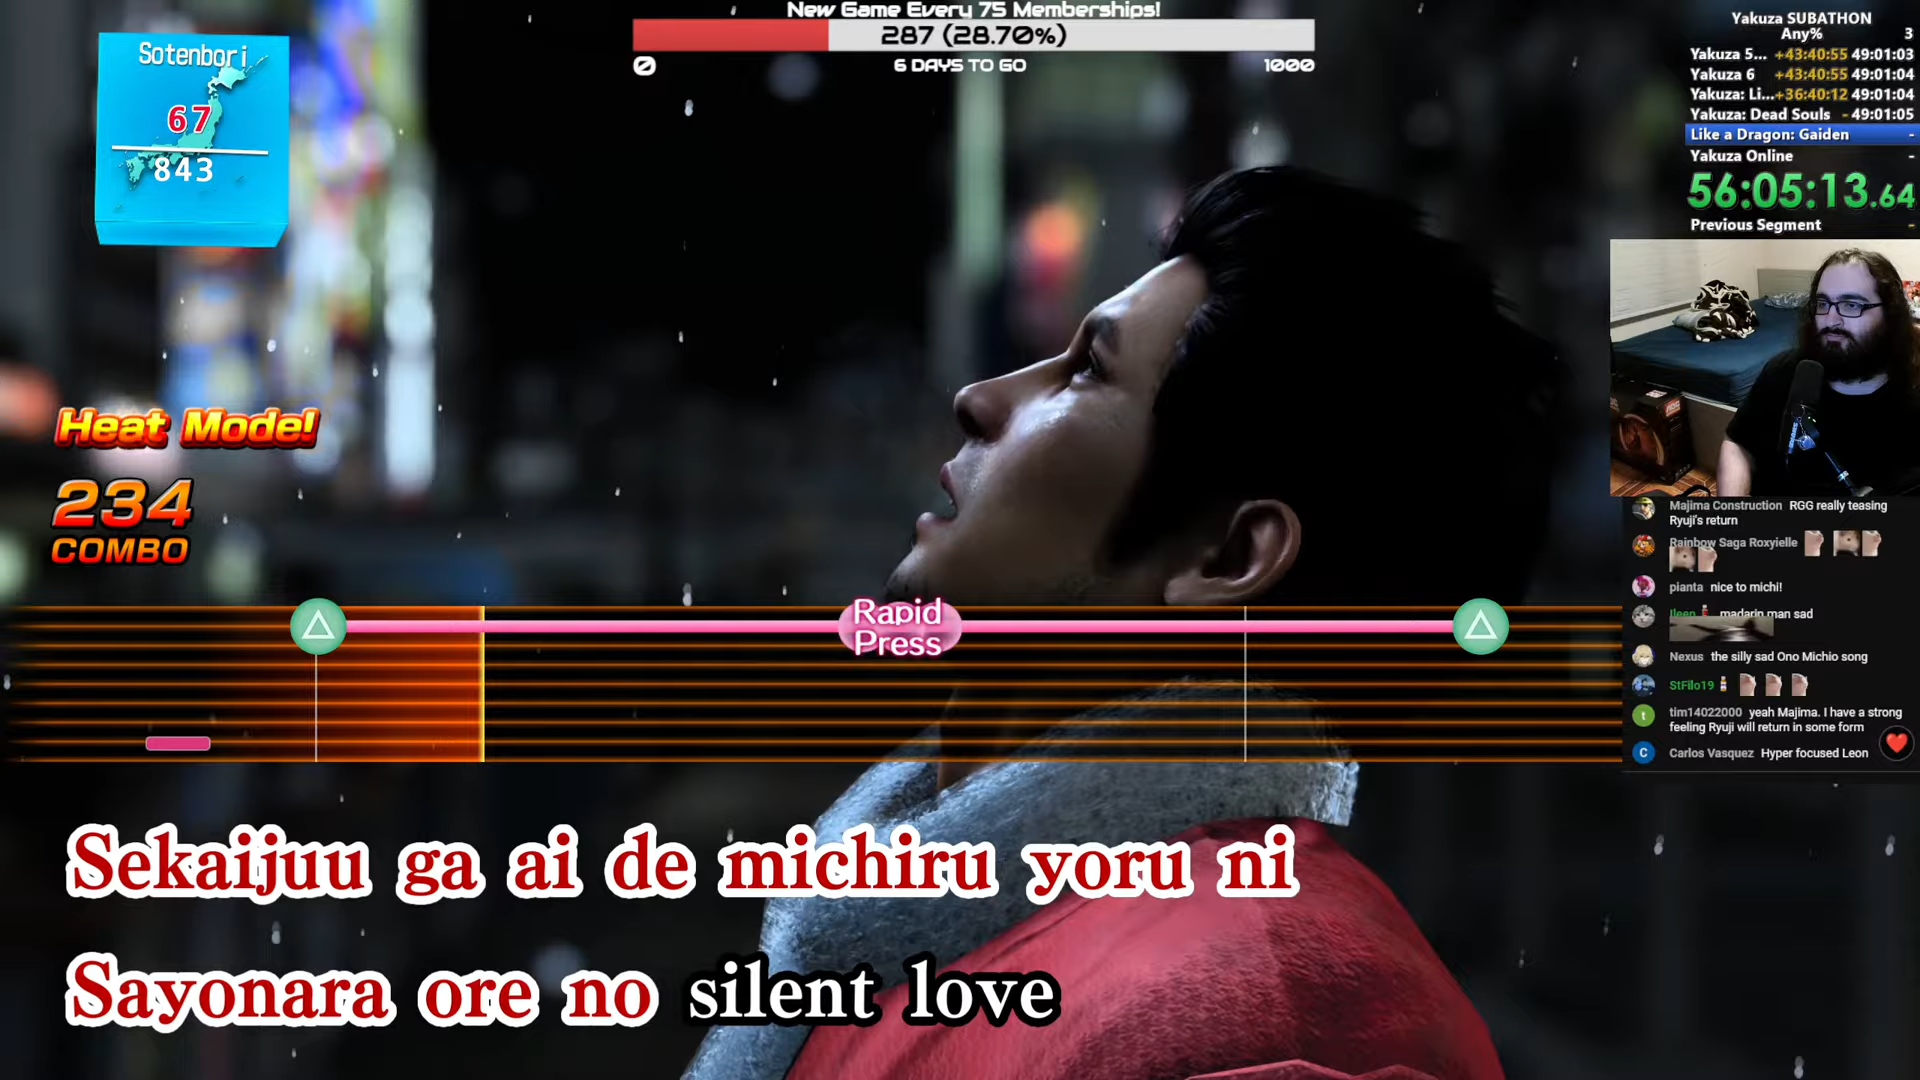 New Game Every 75 Memberships!
287 (28.70%)
0
6 DAYS TO GO
1000
Sotenbori
67
843
Heat Mode!
234
COMBO
Rapid
Press
Sekaijuu ga ai de michiru yoru ni
Sayonara ore no silent love
Yakuza SUBATHON
Any% 3
Yakuza 5... +43:40:55 49:01:03
Yakuza 6 +43:40:55 49:01:04
Yakuza: Li...+36:40:12 49:01:04
Yakuza: Dead Souls - 49:01:05
Like a Dragon: Gaiden -
Yakuza Online -
56:05:13.64
Previous Segment -
Majima Construction RGG really teasing
Ryuji's return
Rainbow Saga Roxyielle
pianta nice to michi!
Ileen madarin man sad
Nexus the silly sad Ono Michio song
StFilo19
t
tim14022000 yeah Majima. I have a strong
feeling Ryuji will return in some form
C
Carlos Vasquez Hyper focused Leon